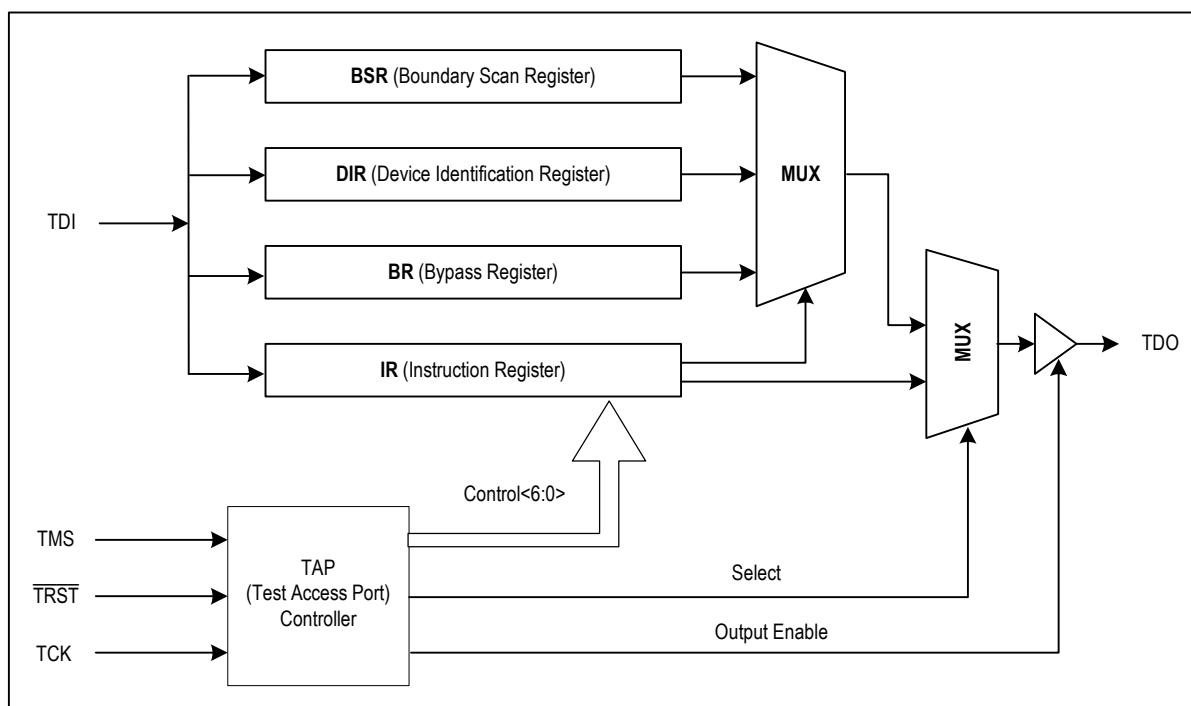 BSR (Boundary Scan Register)
DIR (Device Identification Register)
MUX
TDI
BR (Bypass Register)
MUX
TDO
IR (Instruction Register)
Control<6:0>
TMS
TAP
(Test Access Port)
Controller
TRST
Select
TCK
Output Enable